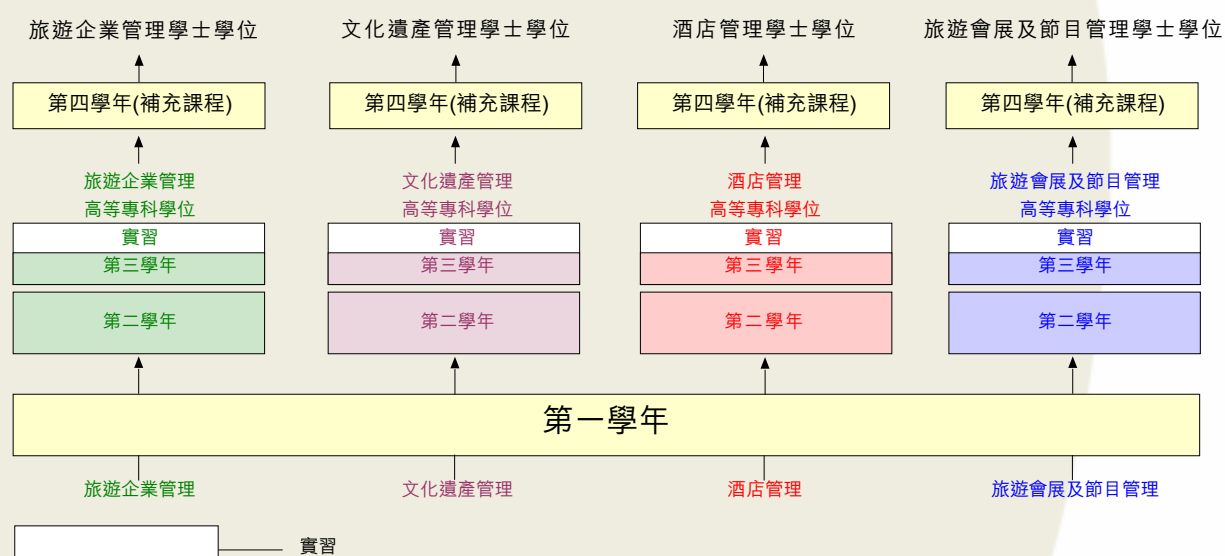 旅遊企業管理學士學位 文化遺產管理學士學位 酒店管理學士學位 旅遊會展及節目管理學士學位
第四學年(補充課程) 第四學年(補充課程) 第四學年(補充課程) 第四學年(補充課程)
旅遊企業管理 文化遺產管理 酒店管理 旅遊會展及節目管理
高等專科學位 高等專科學位 高等專科學位 高等專科學位
實習 實習 實習 實習
第三學年 第三學年 第三學年 第三學年
第二學年 第二學年 第二學年 第二學年
第一學年
旅遊企業管理 文化遺產管理 酒店管理 旅遊會展及節目管理
實習